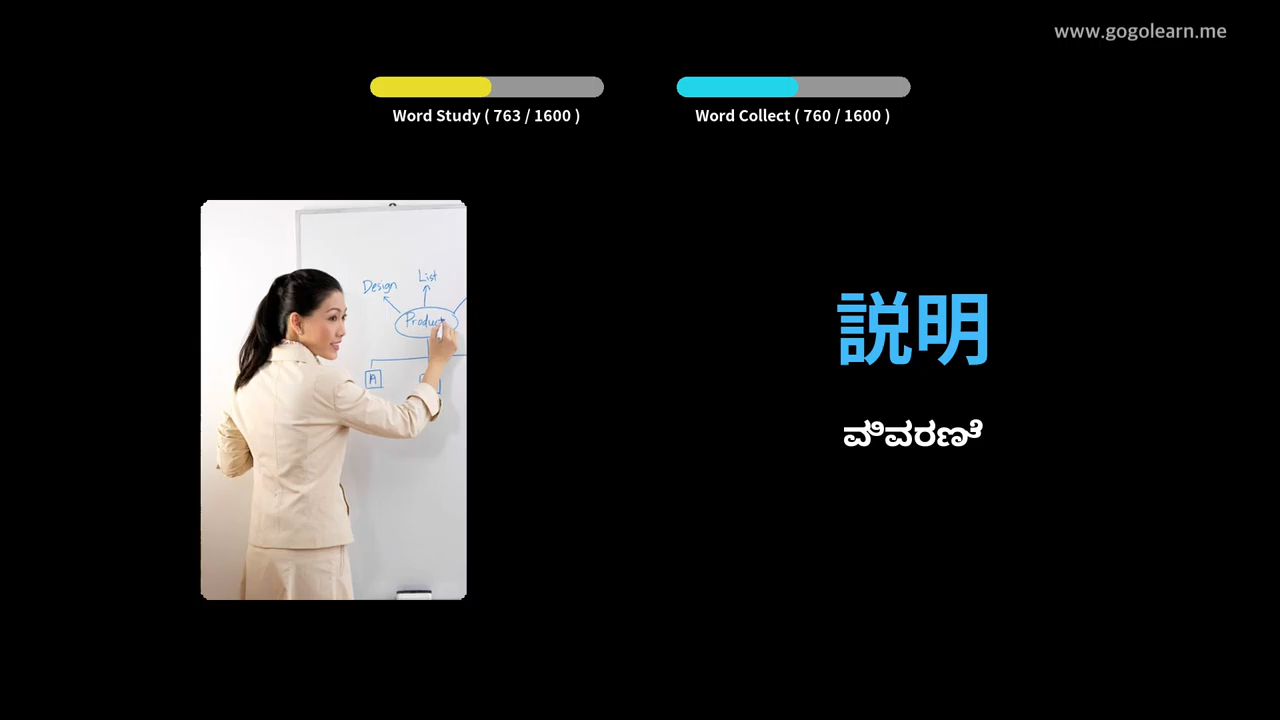 www.gogolearn.me
Word Study ( 763 / 1600 )
Word Collect ( 760 / 1600 )
List
Design
Product
A
説明
ವಿವರಣೆ